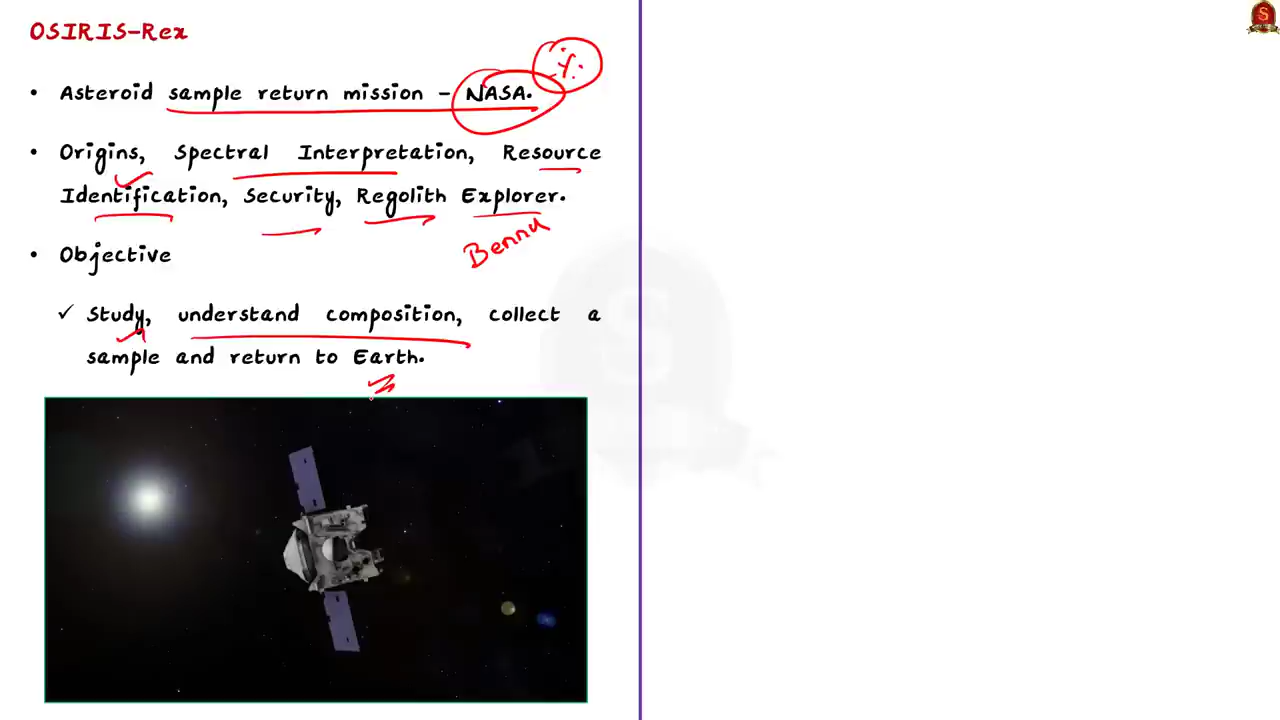 OSIRIS-Rex
• Asteroid sample return mission – NASA.
• Origins, Spectral Interpretation, Resource
Identification, Security, Regolith Explorer.
Bennu
• Objective
✓ Study, understand composition, collect a
sample and return to Earth.
S
S